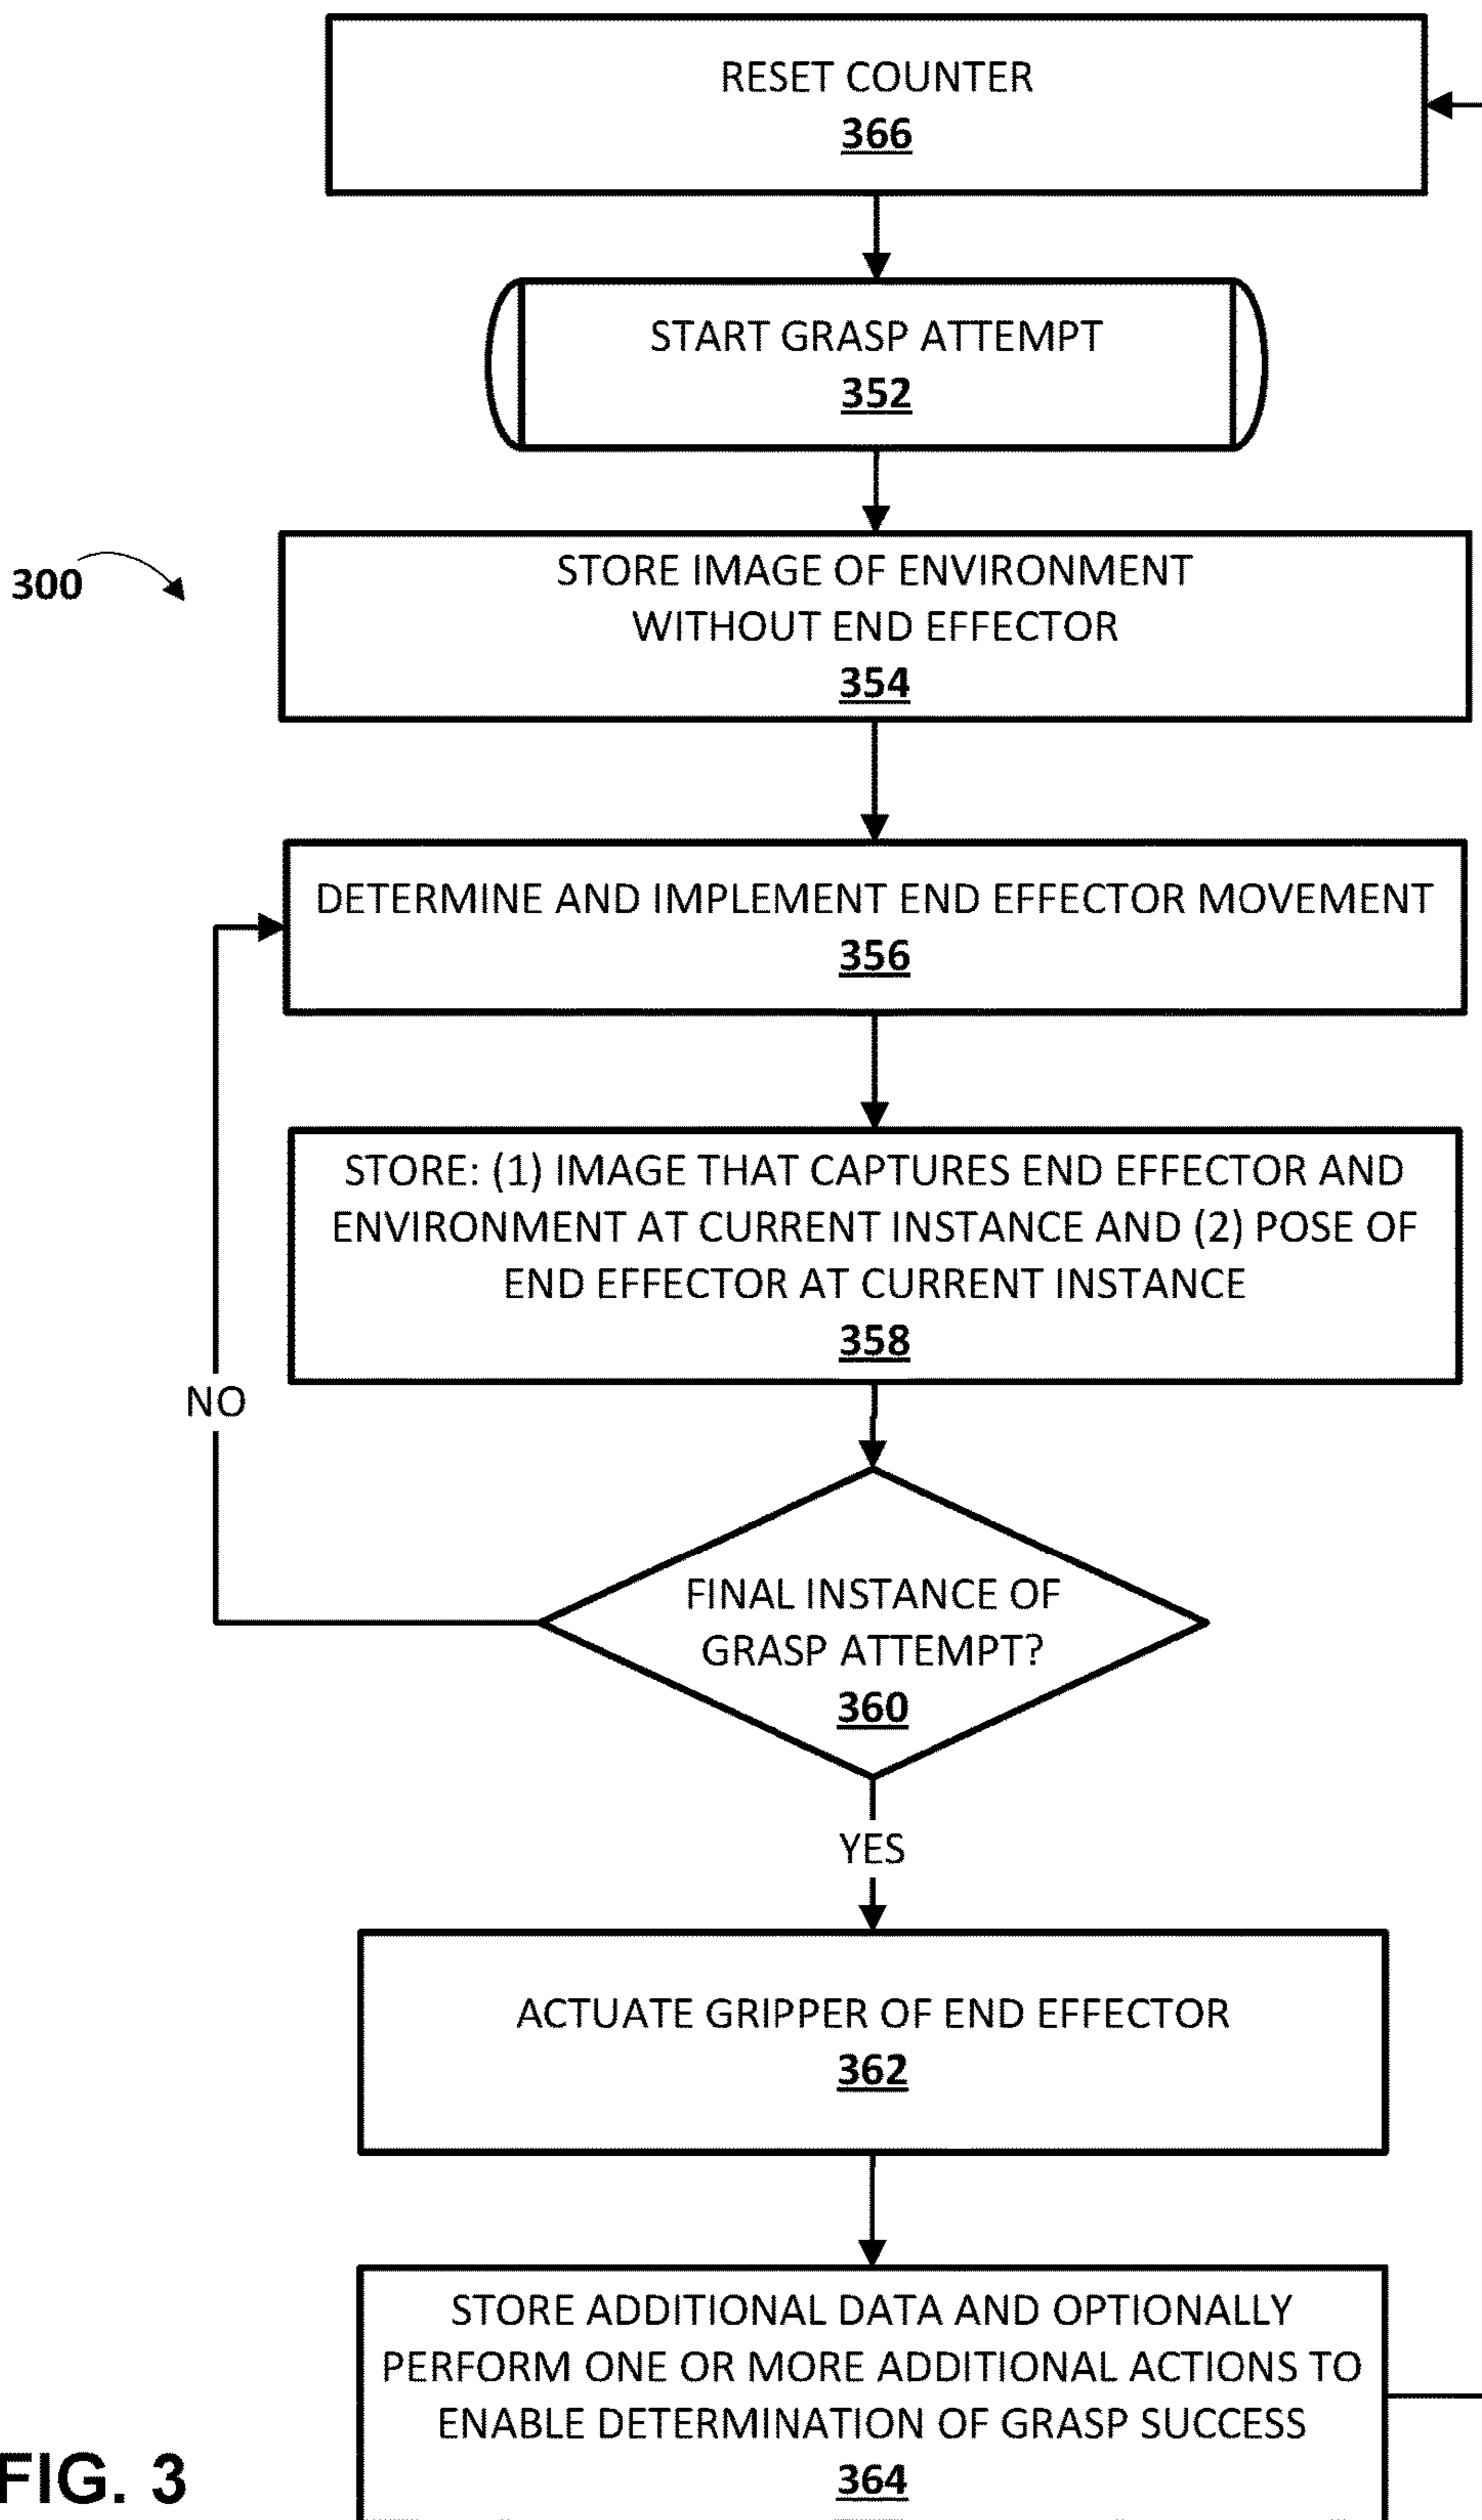 RESET COUNTER
366
START GRASP ATTEMPT
352
300
STORE IMAGE OF ENVIRONMENT
WITHOUT END EFFECTOR
354
DETERMINE AND IMPLEMENT END EFFECTOR MOVEMENT
356
STORE: (1) IMAGE THAT CAPTURES END EFFECTOR AND
ENVIRONMENT AT CURRENT INSTANCE AND (2) POSE OF
END EFFECTOR AT CURRENT INSTANCE
358
NO
FINAL INSTANCE OF
GRASP ATTEMPT?
360
YES
ACTUATE GRIPPER OF END EFFECTOR
362
STORE ADDITIONAL DATA AND OPTIONALLY
PERFORM ONE OR MORE ADDITIONAL ACTIONS TO
ENABLE DETERMINATION OF GRASP SUCCESS
364
FIG. 3